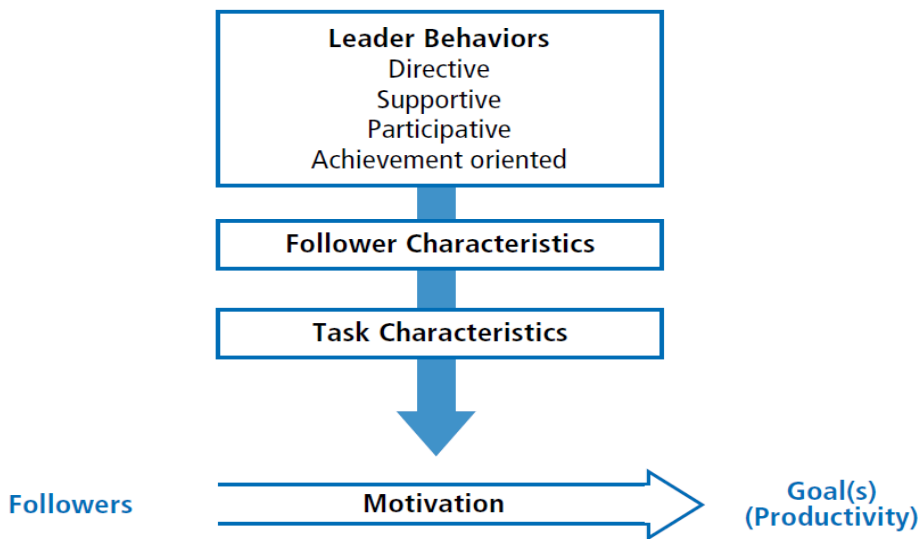 Leader Behaviors
Directive
Supportive
Participative
Achievement oriented
Follower Characteristics
Task Characteristics
Followers
Motivation
Goal(s)
(Productivity)